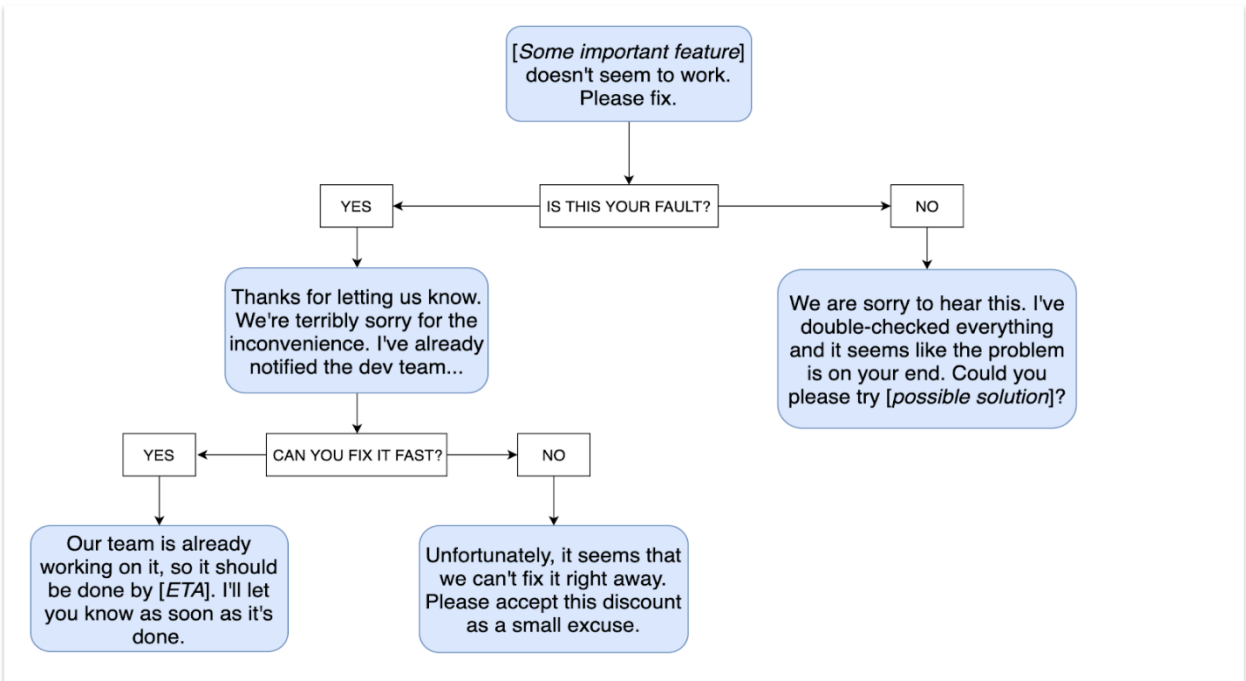 [Some important feature]
doesn't seem to work.
Please fix.
YES
IS THIS YOUR FAULT?
NO
Thanks for letting us know.
We're terribly sorry for the
inconvenience. I've already
notified the dev team...
We are sorry to hear this. I've
double-checked everything
and it seems like the problem
is on your end. Could you
please try [possible solution]?
YES
CAN YOU FIX IT FAST?
NO
Our team is already
working on it, so it should
be done by [ETA]. I'll let
you know as soon as it's
done.
Unfortunately, it seems that
we can't fix it right away.
Please accept this discount
as a small excuse.